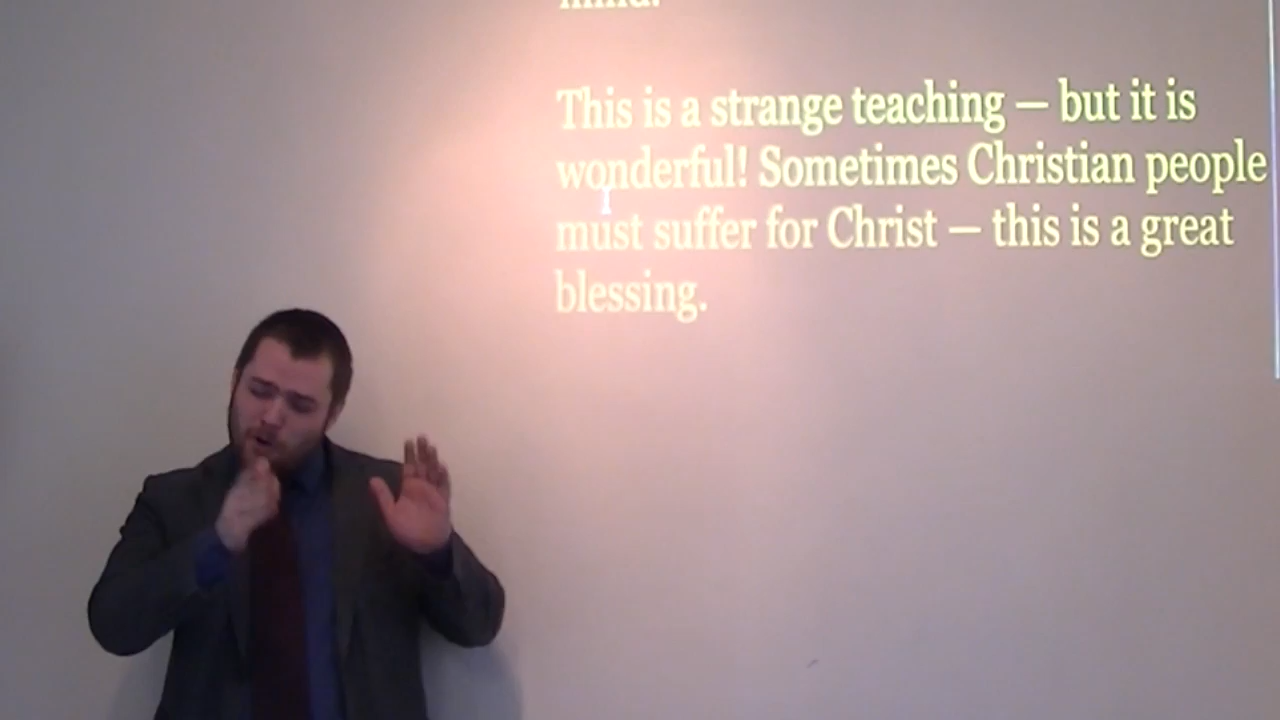 mind.
This is a strange teaching — but it is
wonderful! Sometimes Christian people
must suffer for Christ — this is a great
blessing.